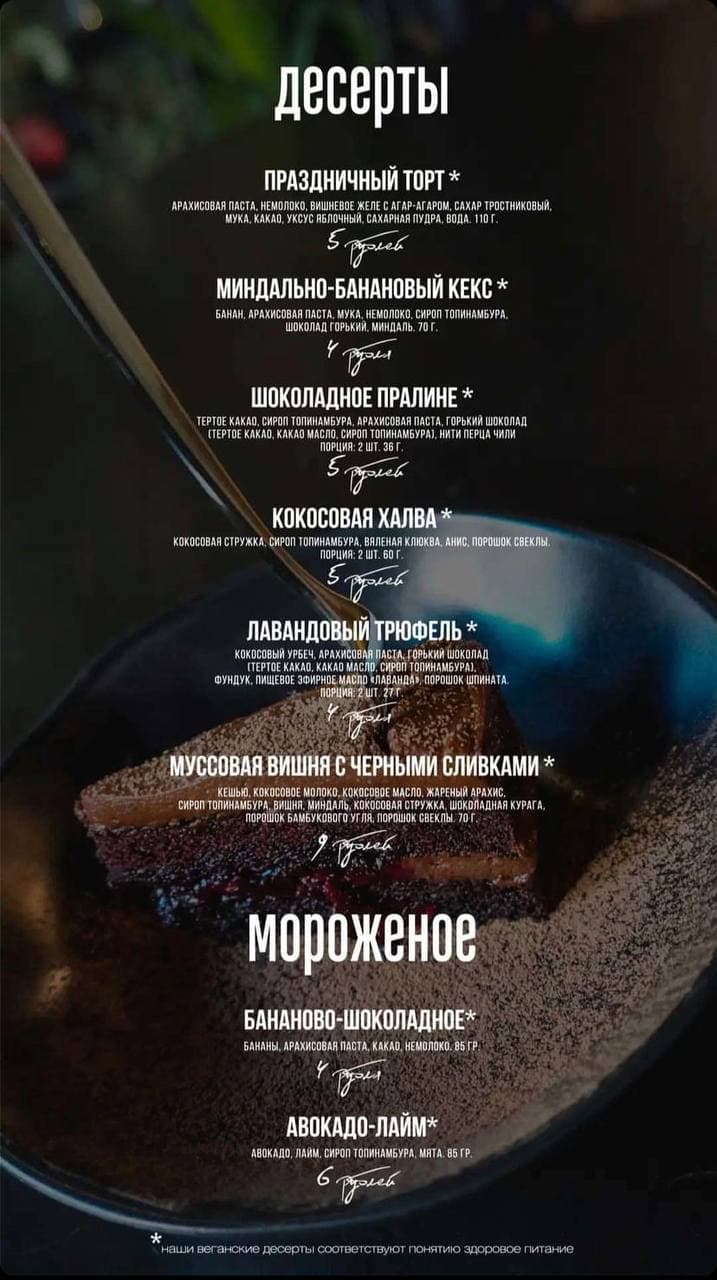 десерты
ПРАЗДНИЧНЫЙ ТОРТ *
АРАХИСОВАЯ ПАСТА, НЕМОЛОКО, ВИШНЕВОЕ ЖЕЛЕ С АГАР-АГАРОМ, САХАР ТРОСТНИКОВЫЙ,
МУКА, КАКАО, УКСУС ЯБЛОЧНЫЙ, САХАРНАЯ ПУДРА, ВОДА. 110 Г.
5 рублей
МИНДАЛЬНО-БАНАНОВЫЙ КЕКС *
БАНАН, АРАХИСОВАЯ ПАСТА, МУКА, НЕМОЛОКО, СИРОП ТОПИНАМБУРА,
ШОКОЛАД ГОРЬКИЙ, МИНДАЛЬ. 70 Г.
4 рубля
ШОКОЛАДНОЕ ПРАЛИНЕ *
ТЕРТОЕ КАКАО, СИРОП ТОПИНАМБУРА, АРАХИСОВАЯ ПАСТА, ГОРЬКИЙ ШОКОЛАД
(ТЕРТОЕ КАКАО, КАКАО МАСЛО, СИРОП ТОПИНАМБУРА), НИТИ ПЕРЦА ЧИЛИ
ПОРЦИЯ: 2 ШТ. 36 Г.
5 рублей
КОКОСОВАЯ ХАЛВА *
КОКОСОВАЯ СТРУЖКА, СИРОП ТОПИНАМБУРА, ВЯЛЕНАЯ КЛЮКВА, АНИС, ПОРОШОК СВЕКЛЫ.
ПОРЦИЯ: 2 ШТ. 60 Г.
5 рублей
ЛАВАНДОВЫЙ ТРЮФЕЛЬ *
КОКОСОВЫЙ УРБЕЧ, АРАХИСОВАЯ ПАСТА, ГОРЬКИЙ ШОКОЛАД
(ТЕРТОЕ КАКАО, КАКАО МАСЛО, СИРОП ТОПИНАМБУРА),
ФУНДУК, ПИЩЕВОЕ ЭФИРНОЕ МАСЛО «ЛАВАНДА», ПОРОШОК ШПИНАТА.
ПОРЦИЯ: 2 ШТ. 27 Г.
4 рубля
МУССОВАЯ ВИШНЯ С ЧЕРНЫМИ СЛИВКАМИ *
КЕШЬЮ, КОКОСОВОЕ МОЛОКО, КОКОСОВОЕ МАСЛО, ЖАРЕНЫЙ АРАХИС,
СИРОП ТОПИНАМБУРА, ВИШНЯ, МИНДАЛЬ, КОКОСОВАЯ СТРУЖКА, ШОКОЛАДНАЯ КУРАГА,
ПОРОШОК БАМБУКОВОГО УГЛЯ, ПОРОШОК СВЕКЛЫ. 70 Г.
9 рублей
мороженое
БАНАНОВО-ШОКОЛАДНОЕ*
БАНАНЫ, АРАХИСОВАЯ ПАСТА, КАКАО, НЕМОЛОКО. 85 ГР.
4 рубля
АВОКАДО-ЛАЙМ*
АВОКАДО, ЛАЙМ, СИРОП ТОПИНАМБУРА, МЯТА. 85 ГР.
6 рублей
*наши веганские десерты соответствуют понятию здоровое питание